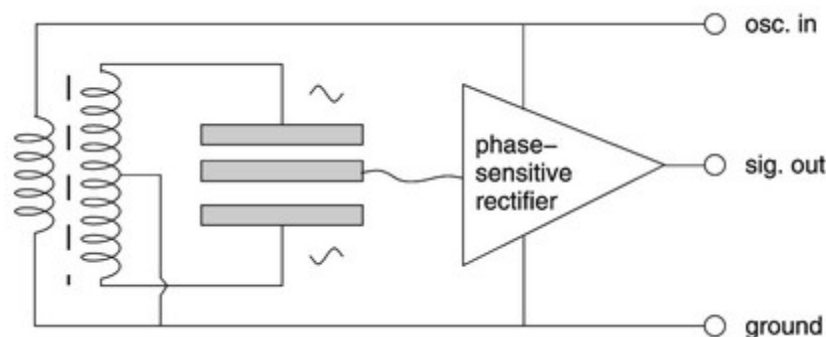 osc. in
phase–
sensitive
rectifier
sig. out
ground